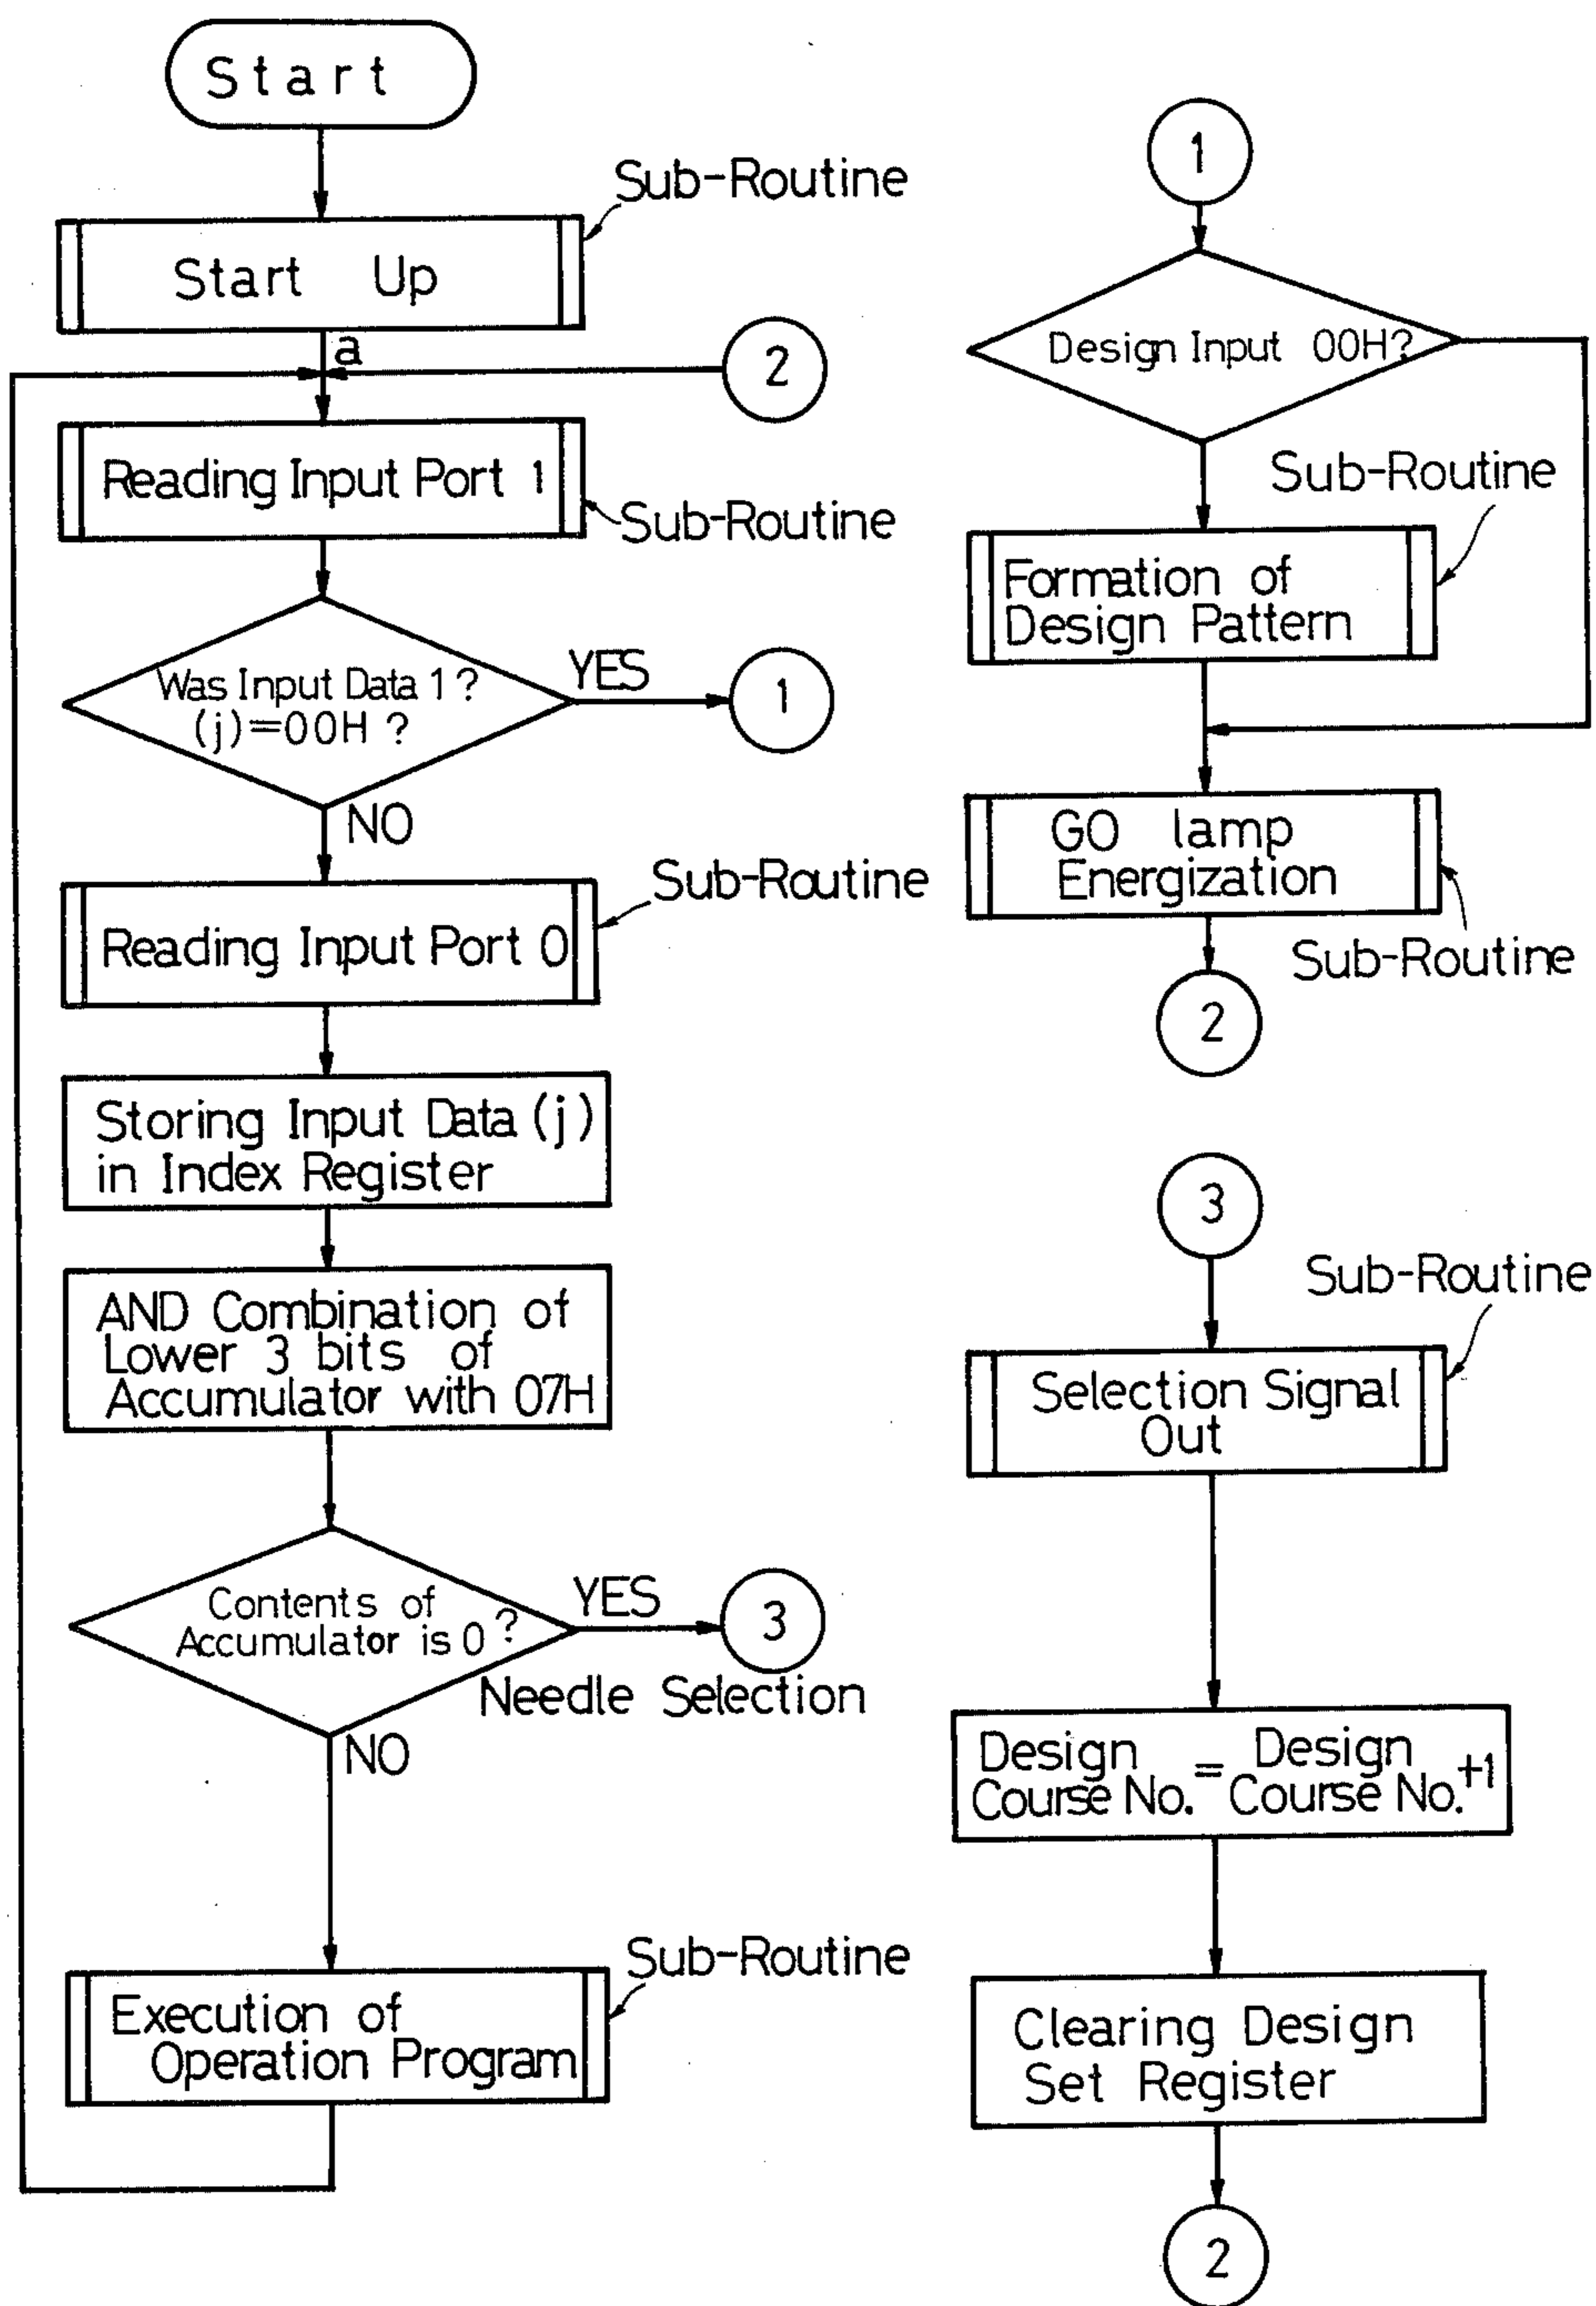 Start
Sub-Routine
Start Up
a
2
Reading Input Port 1
Sub-Routine
Was Input Data 1 ?
(j)=00H ?
YES
1
NO
Sub-Routine
Reading Input Port 0
Storing Input Data (j)
in Index Register
AND Combination of
Lower 3 bits of
Accumulator with 07H
Contents of
Accumulator is 0 ?
YES
3
Needle Selection
NO
Sub-Routine
Execution of
Operation Program
1
Design Input 00H?
Sub-Routine
Formation of
Design Pattern
GO lamp
Energization
Sub-Routine
2
3
Sub-Routine
Selection Signal
Out
Design Course No. = Design Course No. +1
Clearing Design
Set Register
2